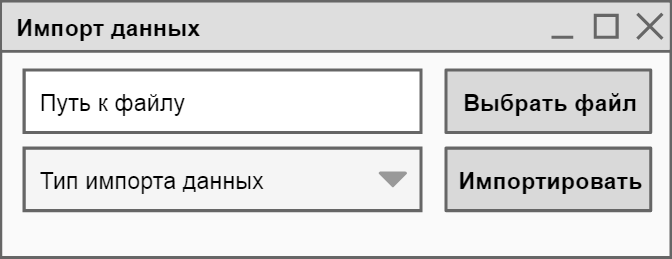 Импорт данных
Путь к файлу
Выбрать файл
Тип импорта данных
Импортировать